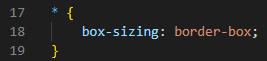 17 * {
18 box-sizing: border-box;
19 }